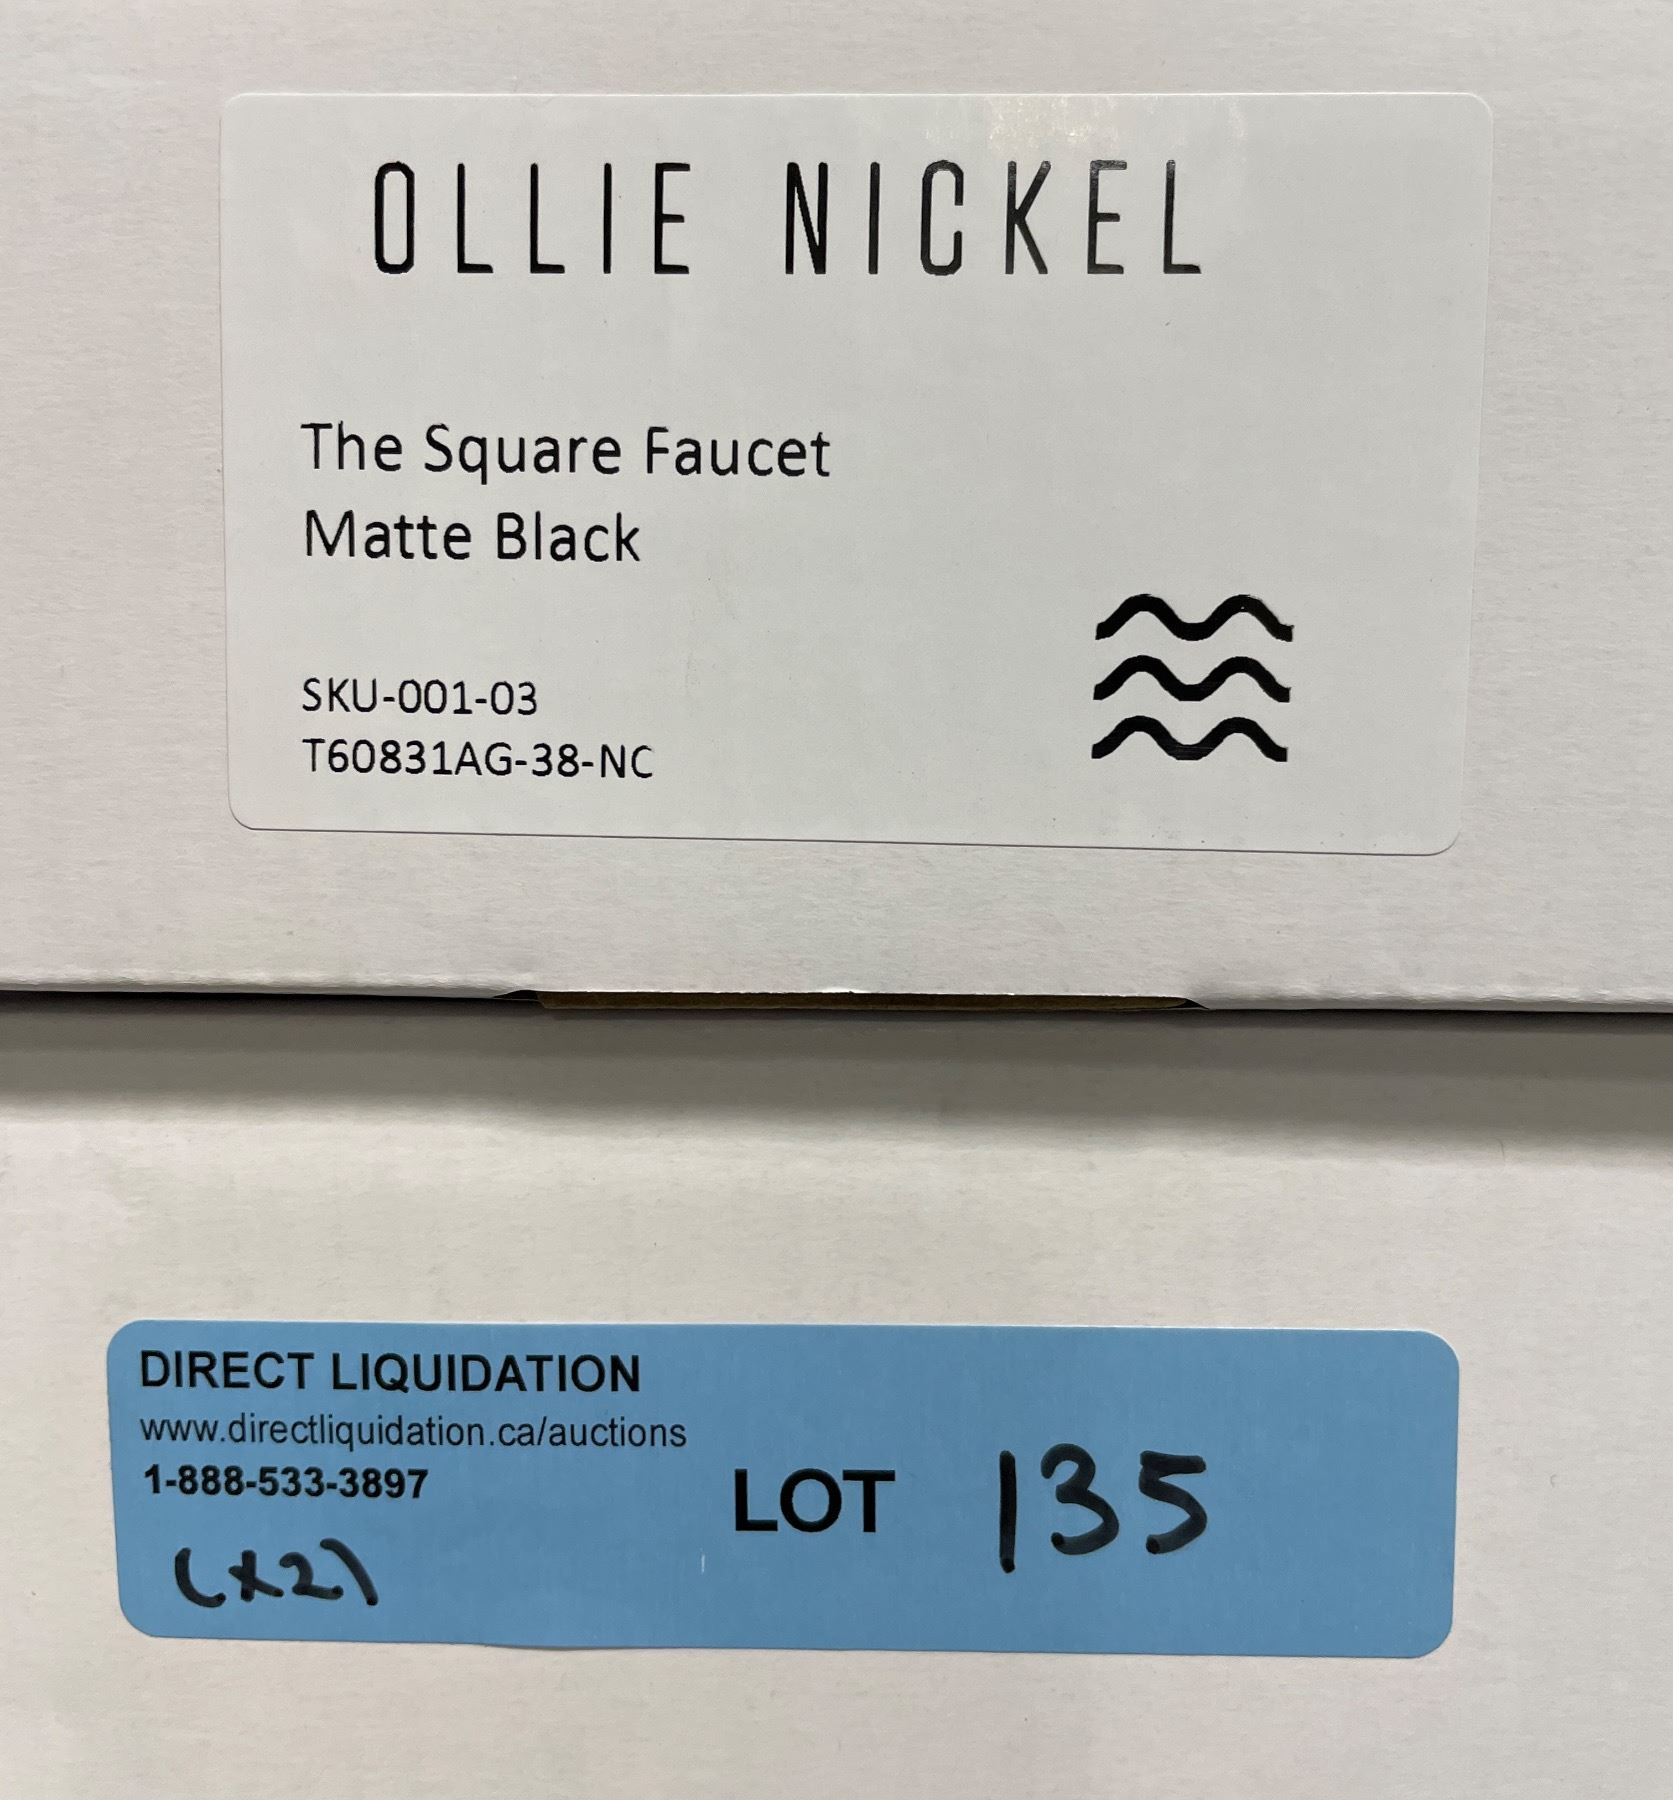 OLLIE NICKEL
The Square Faucet
Matte Black
SKU-001-03
T60831AG-38-NC
DIRECT LIQUIDATION
www.directliquidation.ca/auctions
1-888-533-3897
LOT 135
(x2)